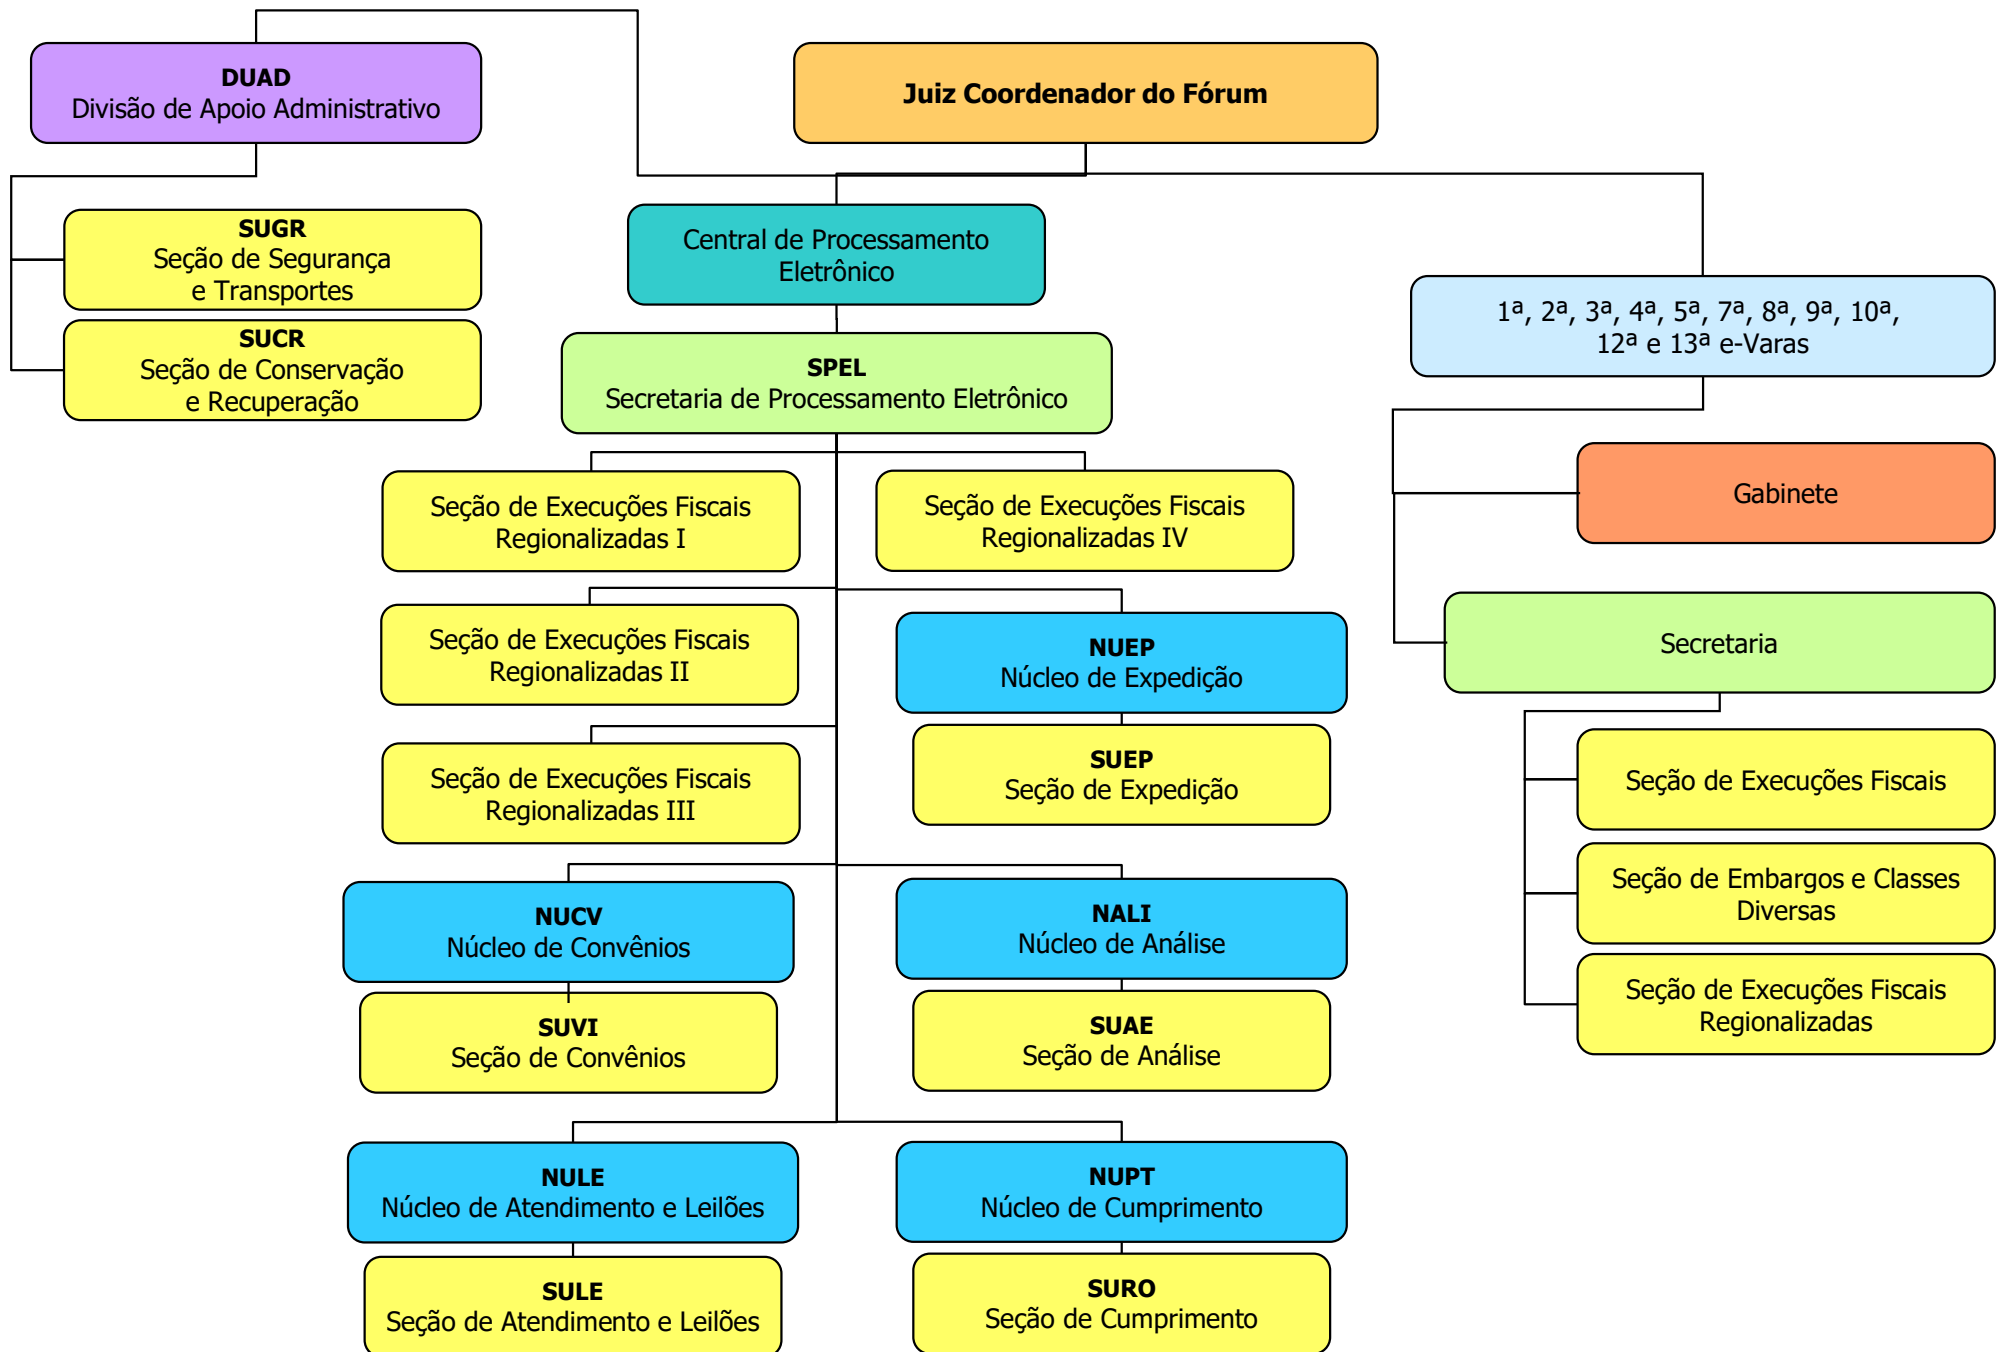 DUAD
Divisão de Apoio Administrativo
Juiz Coordenador do Fórum
SUGR
Seção de Segurança
e Transportes
SUCR
Seção de Conservação
e Recuperação
Central de Processamento
Eletrônico
SPEL
Secretaria de Processamento Eletrônico
Seção de Execuções Fiscais
Regionalizadas I
Seção de Execuções Fiscais
Regionalizadas IV
Seção de Execuções Fiscais
Regionalizadas II
NUEP
Núcleo de Expedição
Seção de Execuções Fiscais
Regionalizadas III
SUEP
Seção de Expedição
NUCV
Núcleo de Convênios
NALI
Núcleo de Análise
SUVI
Seção de Convênios
SUAE
Seção de Análise
NULE
Núcleo de Atendimento e Leilões
NUPT
Núcleo de Cumprimento
SULE
Seção de Atendimento e Leilões
SURO
Seção de Cumprimento
1ª, 2ª, 3ª, 4ª, 5ª, 7ª, 8ª, 9ª, 10ª,
12ª e 13ª e-Varas
Gabinete
Secretaria
Seção de Execuções Fiscais
Seção de Embargos e Classes
Diversas
Seção de Execuções Fiscais
Regionalizadas